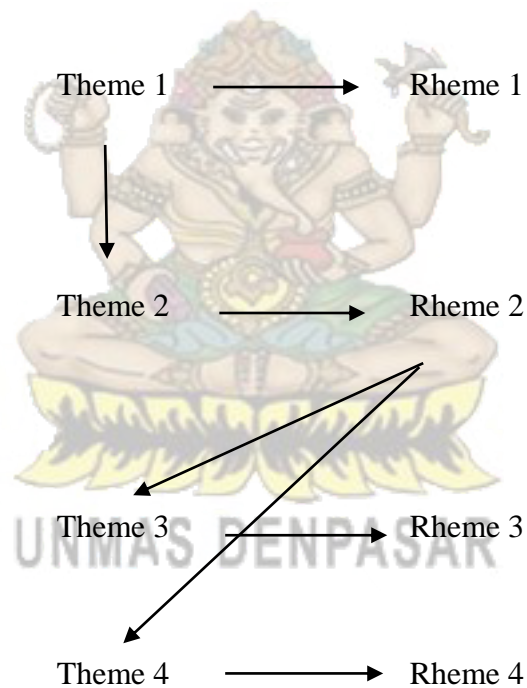 Theme 1 Rheme 1
Theme 2 Rheme 2
Theme 3 Rheme 3
UNMAS DENPASAR
Theme 4 Rheme 4